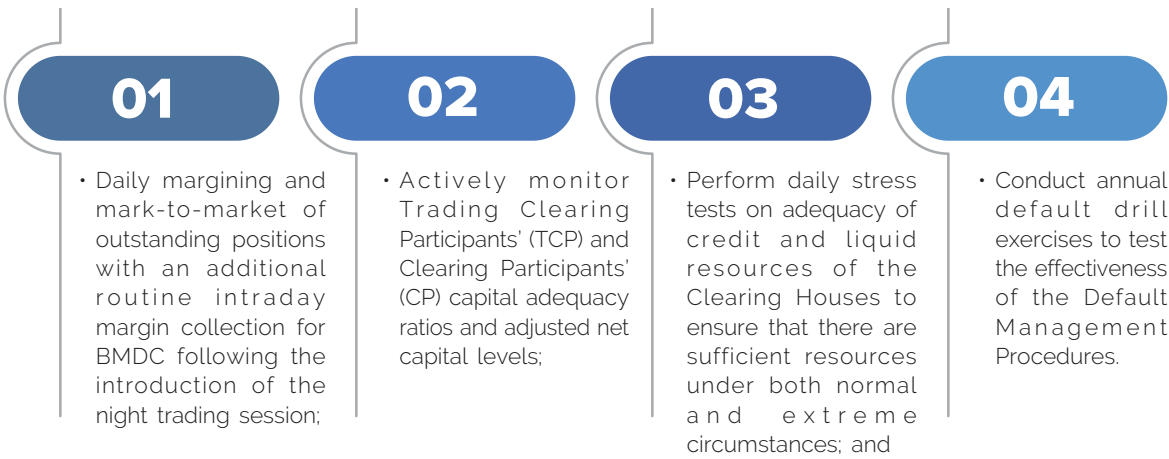 01
• Daily margining and
mark-to-market of
outstanding positions
with an additional
routine intraday
margin collection for
BMDC following the
introduction of the
night trading session;
02
• Actively monitor
Trading Clearing
Participants’ (TCP) and
Clearing Participants’
(CP) capital adequacy
ratios and adjusted net
capital levels;
03
• Perform daily stress
tests on adequacy of
credit and liquid
resources of the
Clearing Houses to
ensure that there are
sufficient resources
under both normal
and extreme
circumstances; and
04
• Conduct annual
default drill
exercises to test
the effectiveness
of the Default
Management
Procedures.